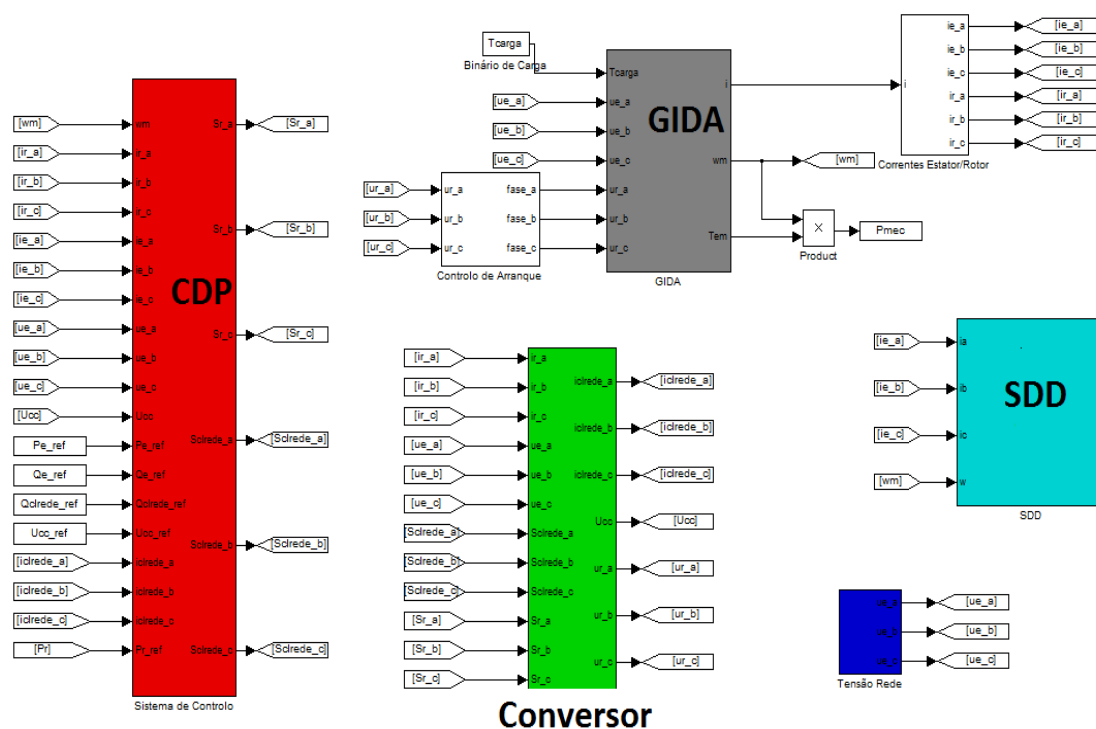 [wm]
[ir_a]
[ir_b]
[ir_c]
[ie_a]
[ie_b]
[ie_c]
[ue_a]
[ue_b]
[ue_c]
[Ucc]
Pe_ref
Qe_ref
Qclrede_ref
Ucc_ref
[iclrede_a]
[iclrede_b]
[iclrede_c]
[Pr]
wm
ir_a
ir_b
ir_c
ie_a
ie_b
ie_c
ue_a
ue_b
ue_c
Ucc
Pe_ref
Qe_ref
Qclrede_ref
Ucc_ref
iclrede_a
iclrede_b
iclrede_c
Pr_ref
CDP
Sr_a
Sr_b
Sr_c
Sclrede_a
Sclrede_b
Sclrede_c
[Sr_a]
[Sr_b]
[Sr_c]
[Sclrede_a]
[Sclrede_b]
[Sclrede_c]
Sistema de Controlo
Tcarga
Binário de Carga
[ue_a]
[ue_b]
[ue_c]
[ur_a]
[ur_b]
[ur_c]
ur_a
ur_b
ur_c
fase_a
fase_b
fase_c
Controlo de Arranque
Tcarga
ue_a
ue_b
ue_c
ur_a
ur_b
ur_c
GIDA
i
wm
Tem
GIDA
[wm]
X
Product
Pmec
i
ie_a
ie_b
ie_c
ir_a
ir_b
ir_c
[ie_a]
[ie_b]
[ie_c]
[ir_a]
[ir_b]
[ir_c]
Correntes Estator/Rotor
[ir_a]
[ir_b]
[ir_c]
[ue_a]
[ue_b]
[ue_c]
[Sclrede_a]
[Sclrede_b]
[Sclrede_c]
[Sr_a]
[Sr_b]
[Sr_c]
ir_a
ir_b
ir_c
ue_a
ue_b
ue_c
Sclrede_a
Sclrede_b
Sclrede_c
Sr_a
Sr_b
Sr_c
iclrede_a
iclrede_b
iclrede_c
Ucc
ur_a
ur_b
ur_c
[iclrede_a]
[iclrede_b]
[iclrede_c]
[Ucc]
[ur_a]
[ur_b]
[ur_c]
Conversor
[ie_a]
[ie_b]
[ie_c]
[wm]
ia
ib
ic
w
SDD
SDD
ue_a
ue_b
ue_c
[ue_a]
[ue_b]
[ue_c]
Tensão Rede